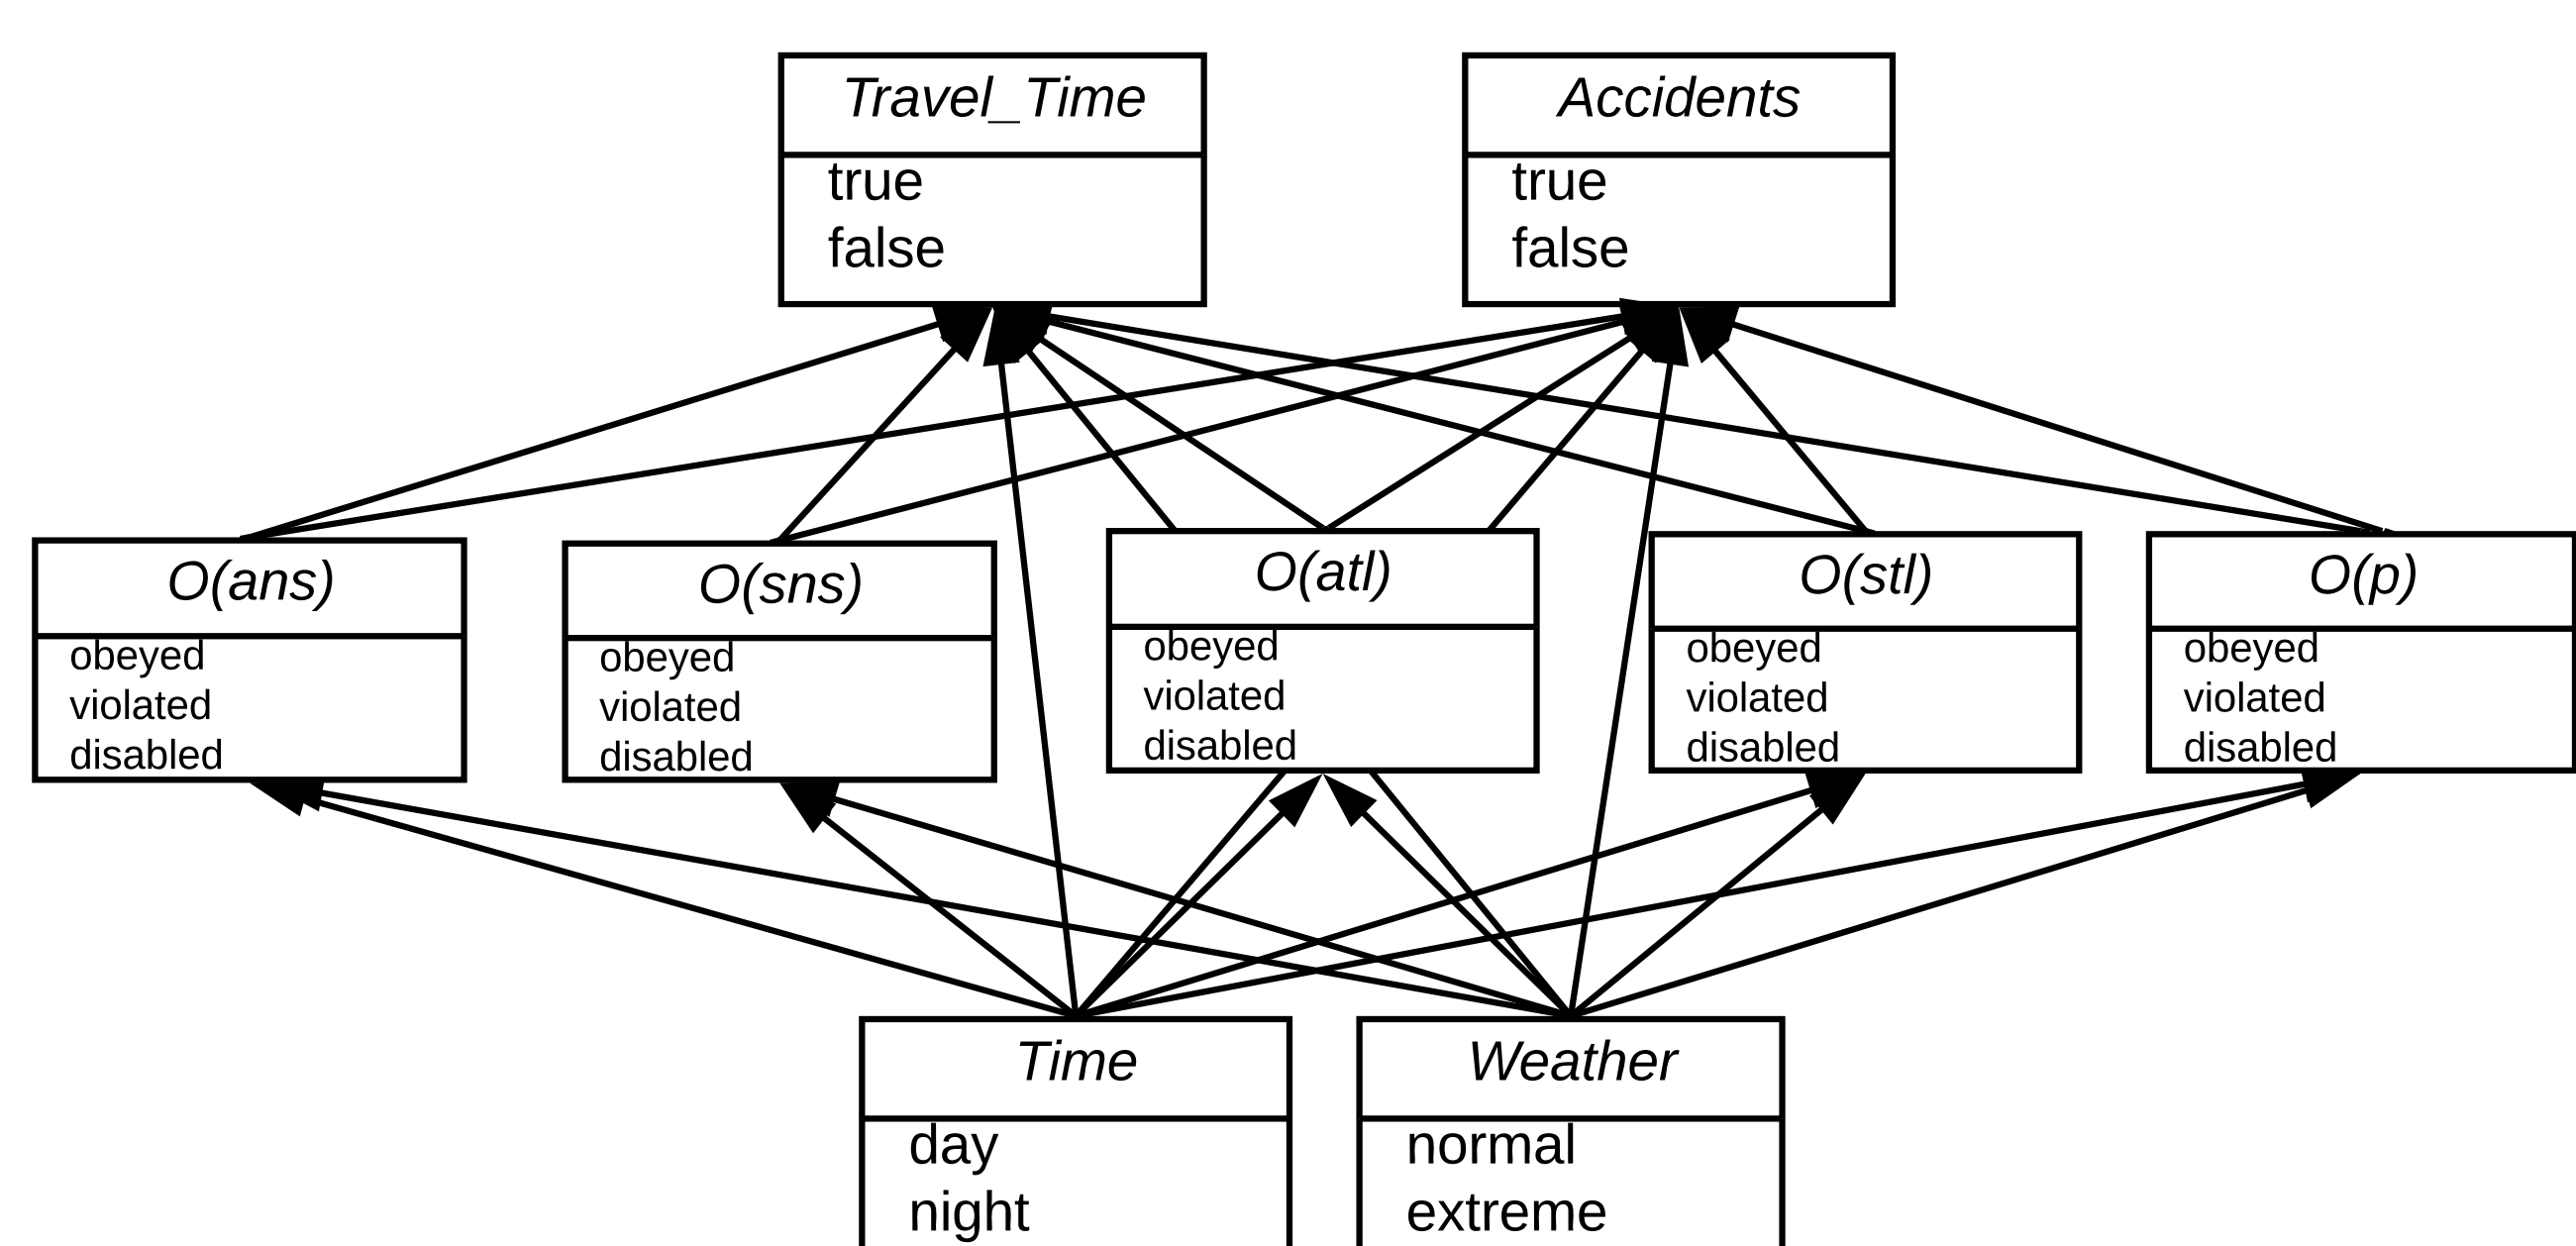 Travel_Time
true
false
Accidents
true
false
O(ans)
obeyed
violated
disabled
O(sns)
obeyed
violated
disabled
O(atl)
obeyed
violated
disabled
O(stl)
obeyed
violated
disabled
O(p)
obeyed
violated
disabled
Time
day
night
Weather
normal
extreme